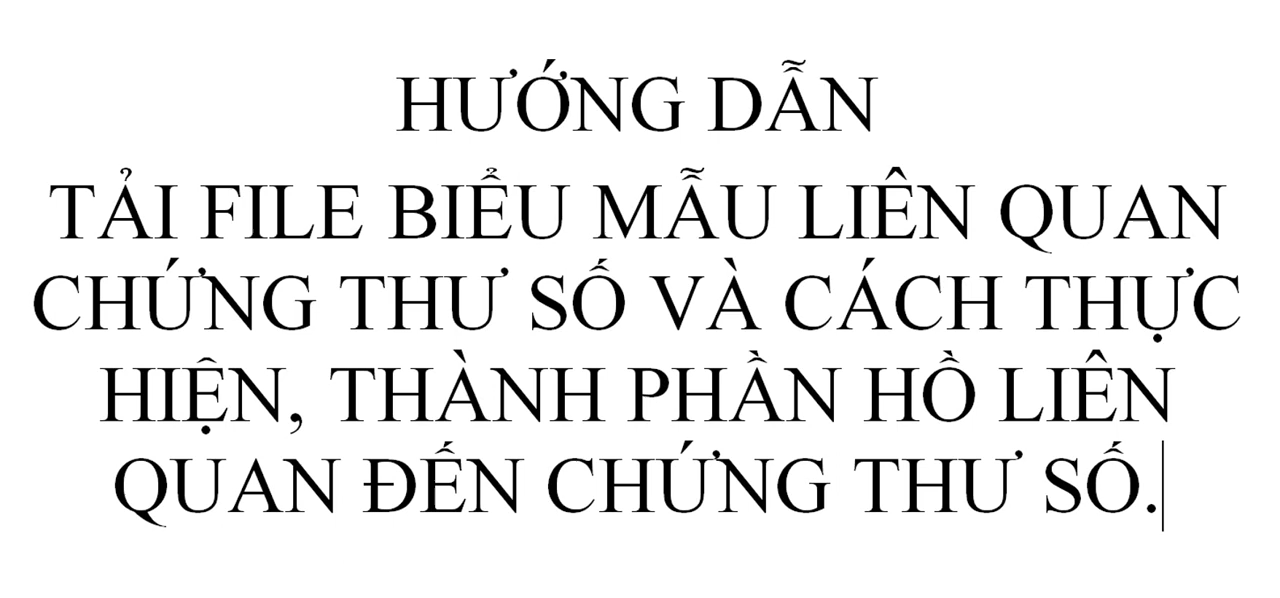 HƯỚNG DẪN
TẢI FILE BIỂU MẪU LIÊN QUAN
CHỨNG THƯ SỐ VÀ CÁCH THỰC
HIỆN, THÀNH PHẦN HỒ LIÊN
QUAN ĐẾN CHỨNG THƯ SỐ.